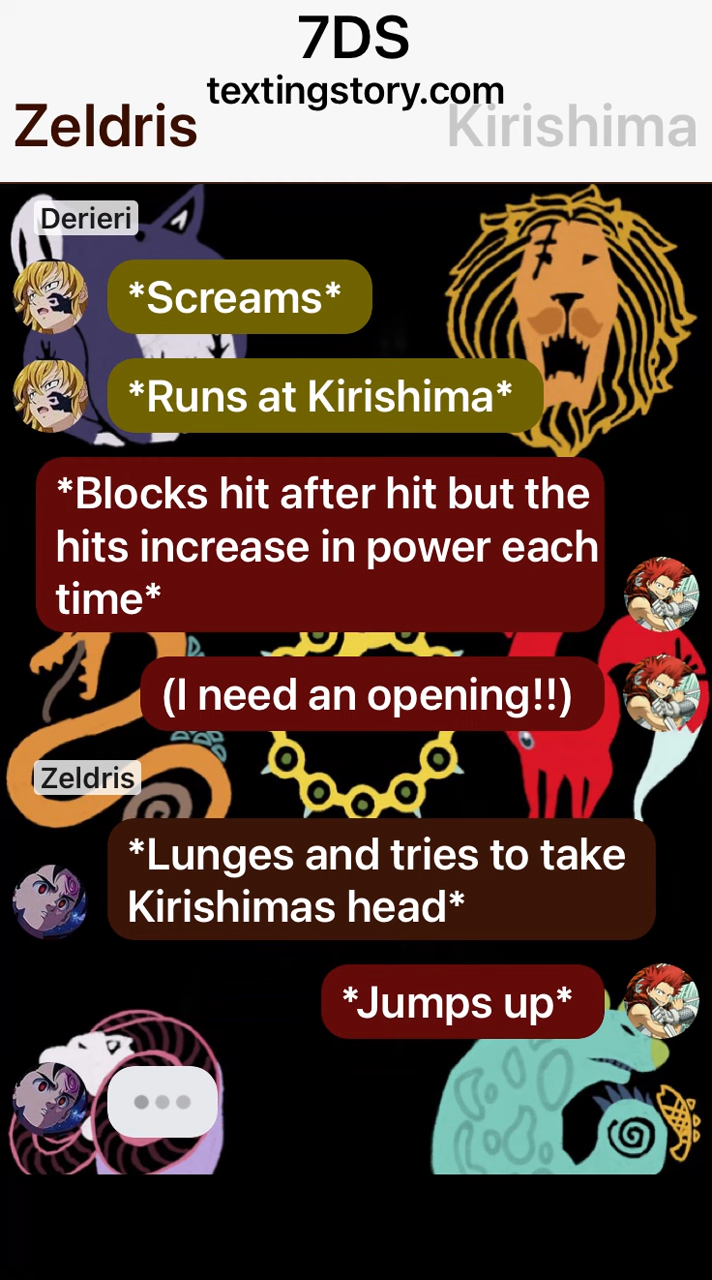 7DS
textingstory.com
Zeldris
Kirishima
Derieri
*Screams*
*Runs at Kirishima*
*Blocks hit after hit but the
hits increase in power each
time*
(I need an opening!!)
Zeldris
*Lunges and tries to take
Kirishimas head*
*Jumps up*